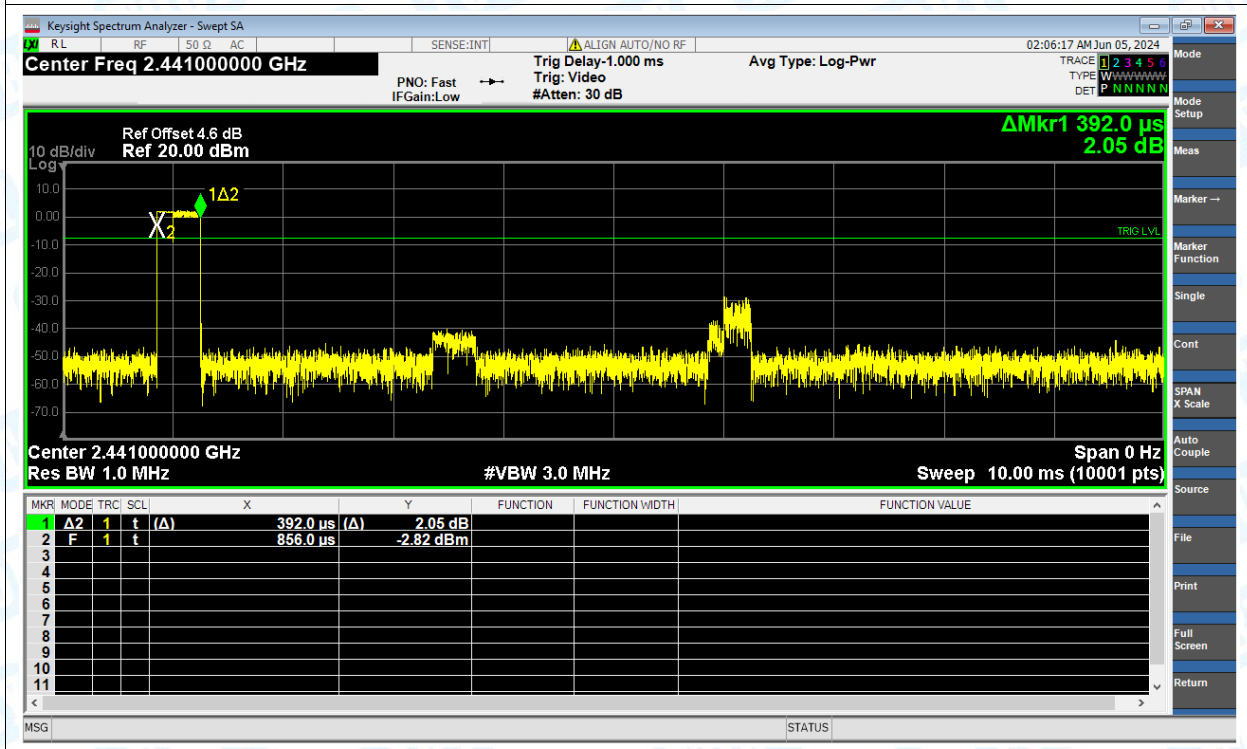 Keysight Spectrum Analyzer - Swept SA
LXI RL RF 50 Ω AC SENSE:INT ALIGN AUTO/NO RF 02:06:17 AM Jun 05, 2024
Center Freq 2.441000000 GHz
PNO: Fast
IFGain:Low
Trig Delay-1.000 ms
Trig: Video
#Atten: 30 dB
Avg Type: Log-Pwr
TRACE 1 2 3 4 5 6
TYPE WWWWWW
DET P N N N N N
ΔMkr1 392.0 µs
2.05 dB
Ref Offset 4.6 dB
10 dB/div Ref 20.00 dBm
Log
10.0
0.00
-10.0
-20.0
-30.0
-40.0
-50.0
-60.0
-70.0
1Δ2
X2
TRIG LVL
Center 2.441000000 GHz Span 0 Hz
Res BW 1.0 MHz #VBW 3.0 MHz Sweep 10.00 ms (10001 pts)
MKR MODE TRC SCL X Y FUNCTION FUNCTION WIDTH FUNCTION VALUE
1 Δ2 1 t (Δ) 392.0 µs (Δ) 2.05 dB
2 F 1 t 856.0 µs -2.82 dBm
3
4
5
6
7
8
9
10
11
MSG STATUS
Mode
Mode Setup
Meas
Marker →
Marker Function
Single
Cont
SPAN X Scale
Auto Couple
Source
File
Print
Full Screen
Return